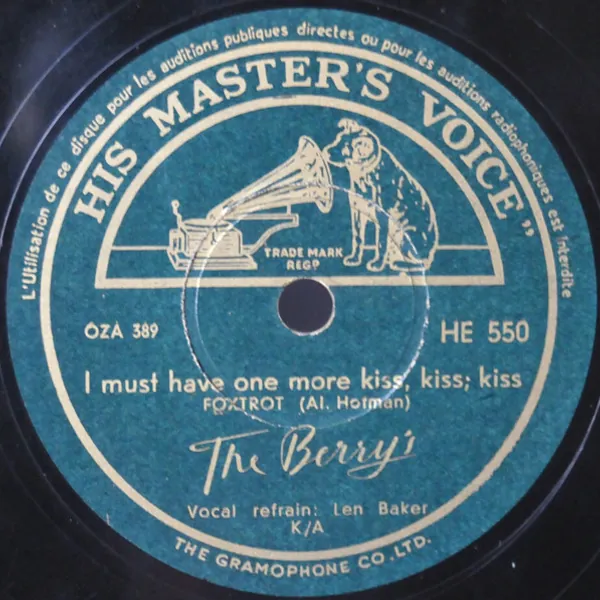 L'Utilisation de ce disque pour les auditions publiques directes ou pour les auditions radiophoniques est interdite
"HIS MASTER'S VOICE"
TRADE MARK
REGD
OZA 389
HE 550
I must have one more kiss, kiss; kiss
FOXTROT (Al. Hofman)
The Berry's
Vocal refrain: Len Baker
K/A
THE GRAMOPHONE CO., LTD.